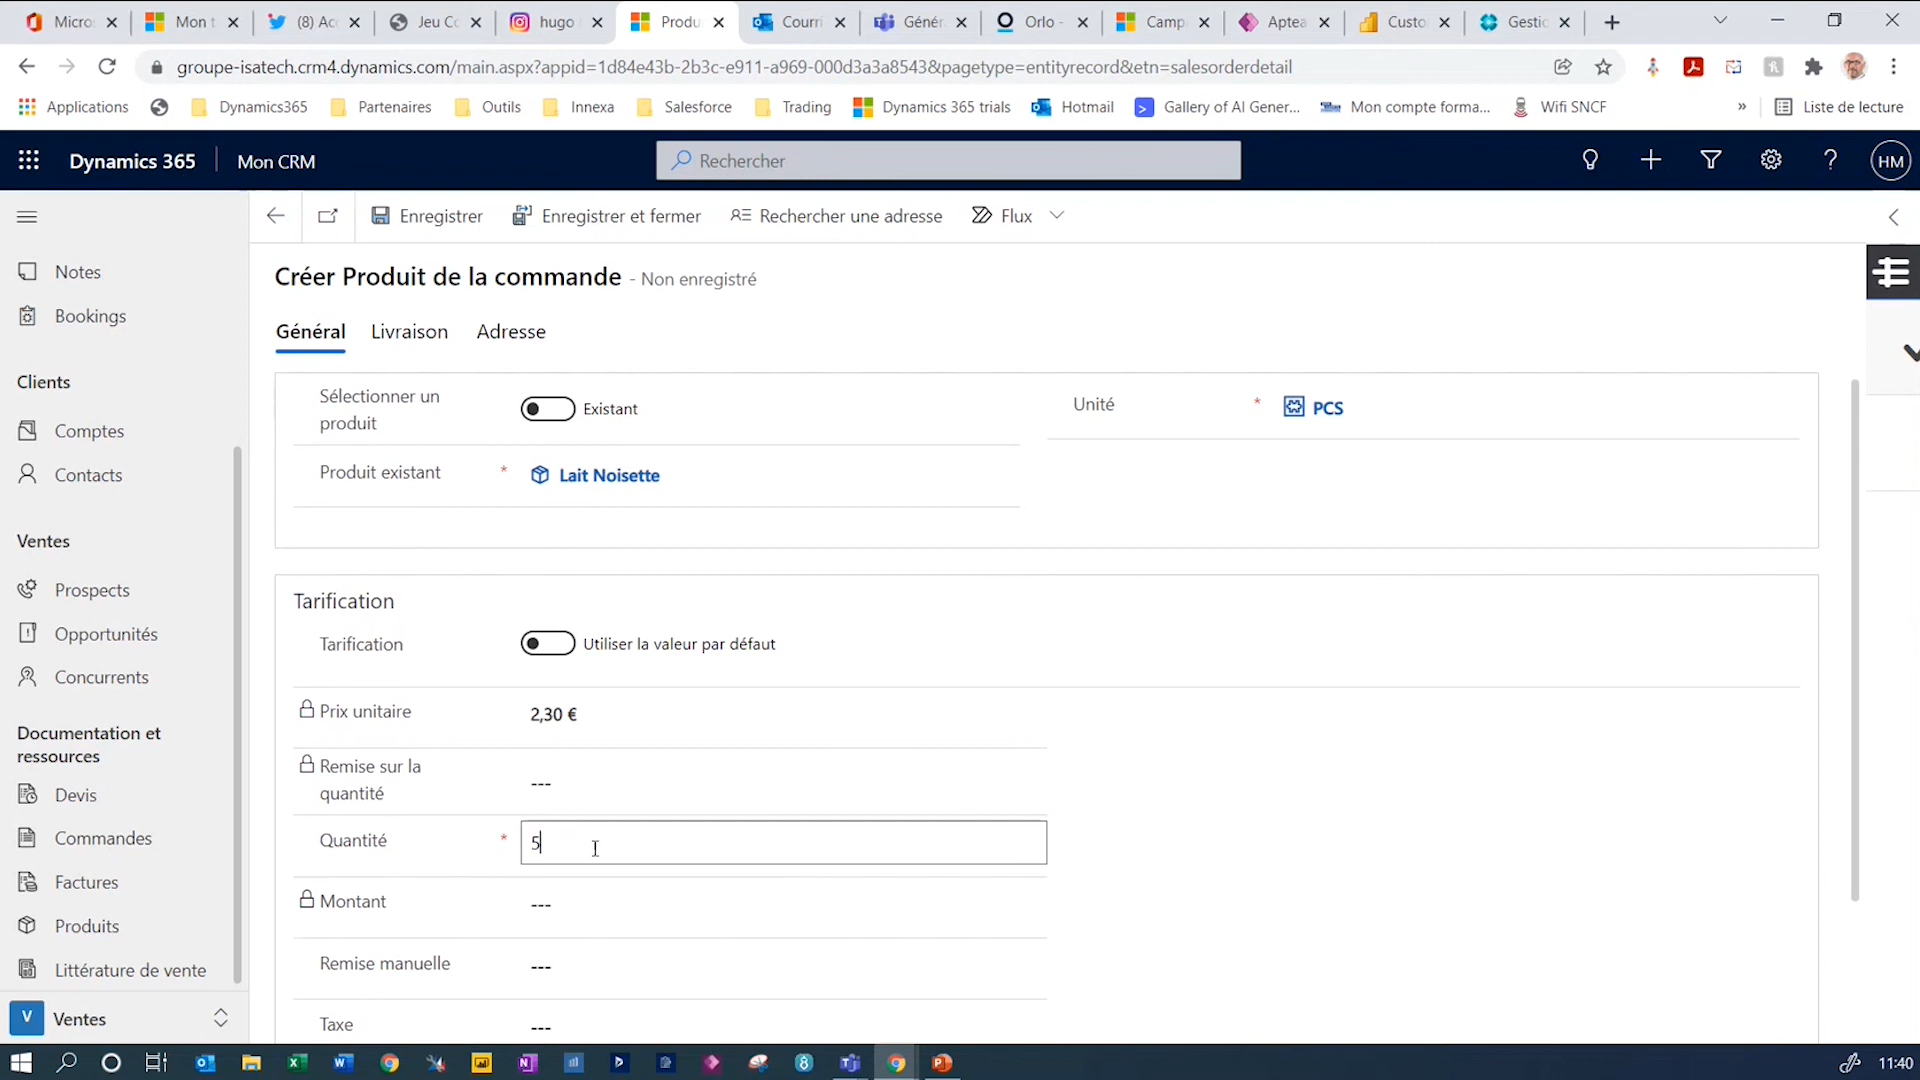 Micros
Mon t
(8) Acc
Jeu Co
hugo
Produ
Courri
Génér
Orlo -
Camp
Aptea
Custo
Gestic
groupe-isatech.crm4.dynamics.com/main.aspx?appid=1d84e43b-2b3c-e911-a969-000d3a3a8543&pagetype=entityrecord&etn=salesorderdetail
Applications
Dynamics365
Partenaires
Outils
Innexa
Salesforce
Trading
Dynamics 365 trials
Hotmail
Gallery of AI Gener...
Mon compte forma...
Wifi SNCF
»
Liste de lecture
Dynamics 365
Mon CRM
Rechercher
HM
Enregistrer
Enregistrer et fermer
Rechercher une adresse
Flux
Notes
Bookings
Clients
Comptes
Contacts
Ventes
Prospects
Opportunités
Concurrents
Documentation et
ressources
Devis
Commandes
Factures
Produits
Littérature de vente
V
Ventes
Créer Produit de la commande - Non enregistré
Général
Livraison
Adresse
Sélectionner un
produit
Existant
Produit existant
*
Lait Noisette
Unité
*
PCS
Tarification
Tarification
Utiliser la valeur par défaut
Prix unitaire
2,30 €
Remise sur la
quantité
---
Quantité
*
5
Montant
---
Remise manuelle
---
Taxe
---
11:40